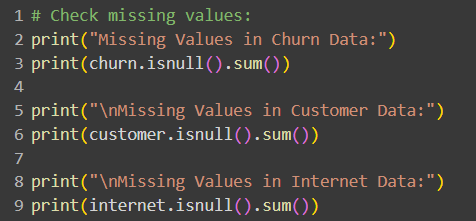 1 # Check missing values:
2 print("Missing Values in Churn Data:")
3 print(churn.isnull().sum())
4
5 print("\nMissing Values in Customer Data:")
6 print(customer.isnull().sum())
7
8 print("\nMissing Values in Internet Data:")
9 print(internet.isnull().sum())